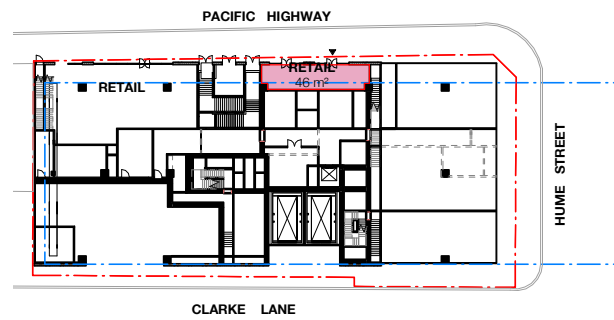 PACIFIC HIGHWAY
RETAIL
RETAIL
46 m²
HUME STREET
CLARKE LANE